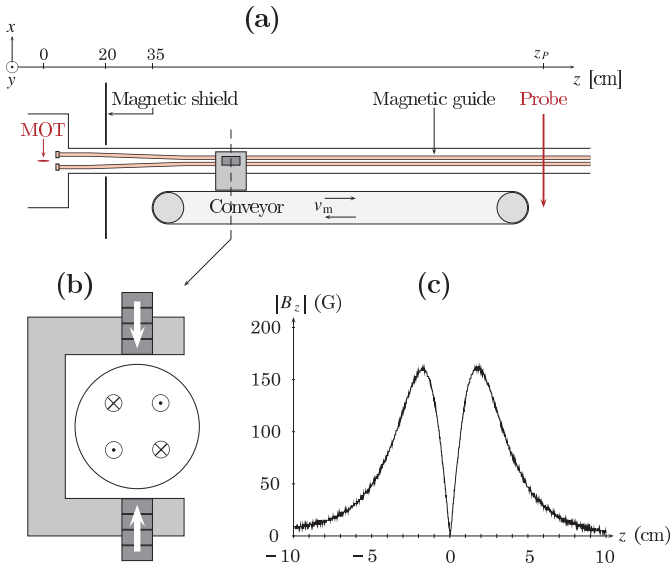 (a)
x
0 20 35 z_P
y
z [cm]
Magnetic shield Magnetic guide Probe
MOT
Conveyor v_m
(b) (c)
|B_z| (G)
200
150
100
50
0
z (cm)
−10 −5 0 5 10